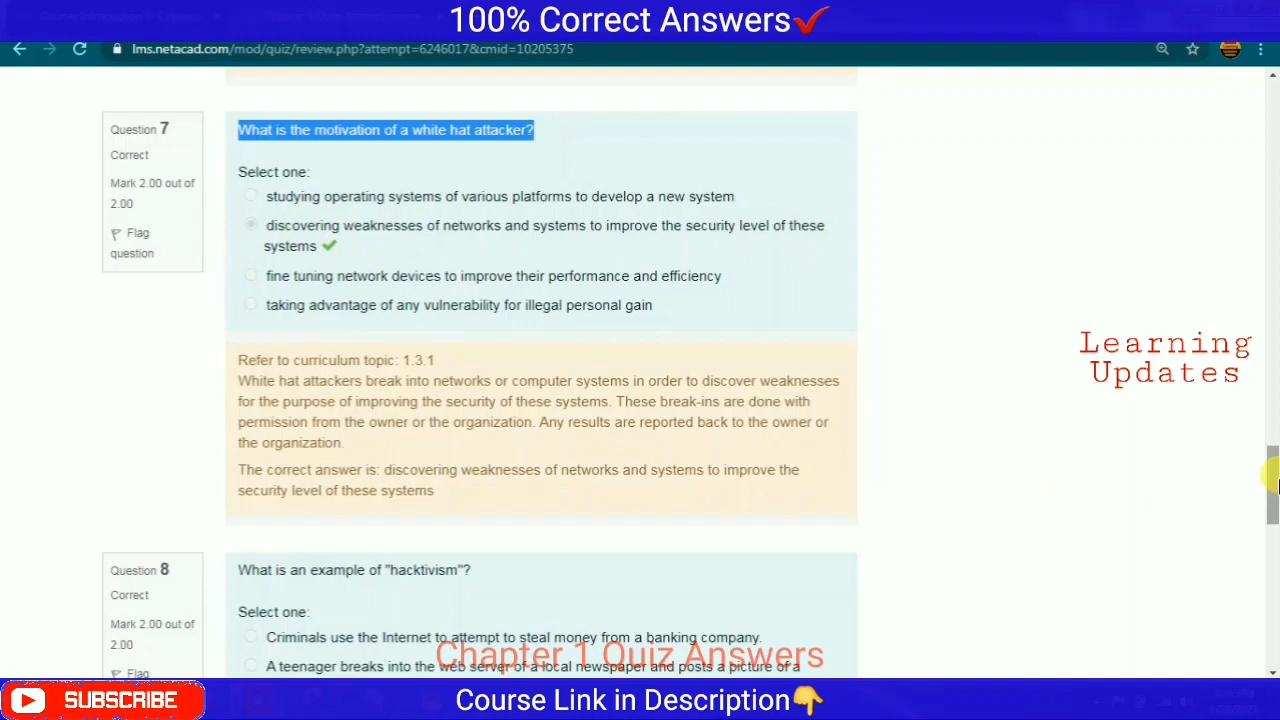 100% Correct Answers
lms.netacad.com/mod/quiz/review.php?attempt=6246017&cmid=10205375
Question 7
Correct
Mark 2.00 out of
2.00
Flag
question
What is the motivation of a white hat attacker?
Select one:
studying operating systems of various platforms to develop a new system
discovering weaknesses of networks and systems to improve the security level of these
systems
fine tuning network devices to improve their performance and efficiency
taking advantage of any vulnerability for illegal personal gain
Refer to curriculum topic: 1.3.1
White hat attackers break into networks or computer systems in order to discover weaknesses
for the purpose of improving the security of these systems. These break-ins are done with
permission from the owner or the organization. Any results are reported back to the owner or
the organization.
The correct answer is: discovering weaknesses of networks and systems to improve the
security level of these systems
Learning
Updates
Question 8
Correct
Mark 2.00 out of
2.00
Flag
What is an example of "hacktivism"?
Select one:
Criminals use the Internet to attempt to steal money from a banking company.
A teenager breaks into the web server of a local newspaper and posts a picture of a
Chapter 1 Quiz Answers
SUBSCRIBE
Course Link in Description